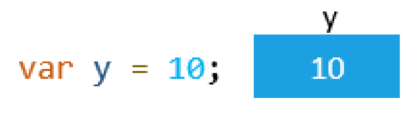 y
var y = 10;
10